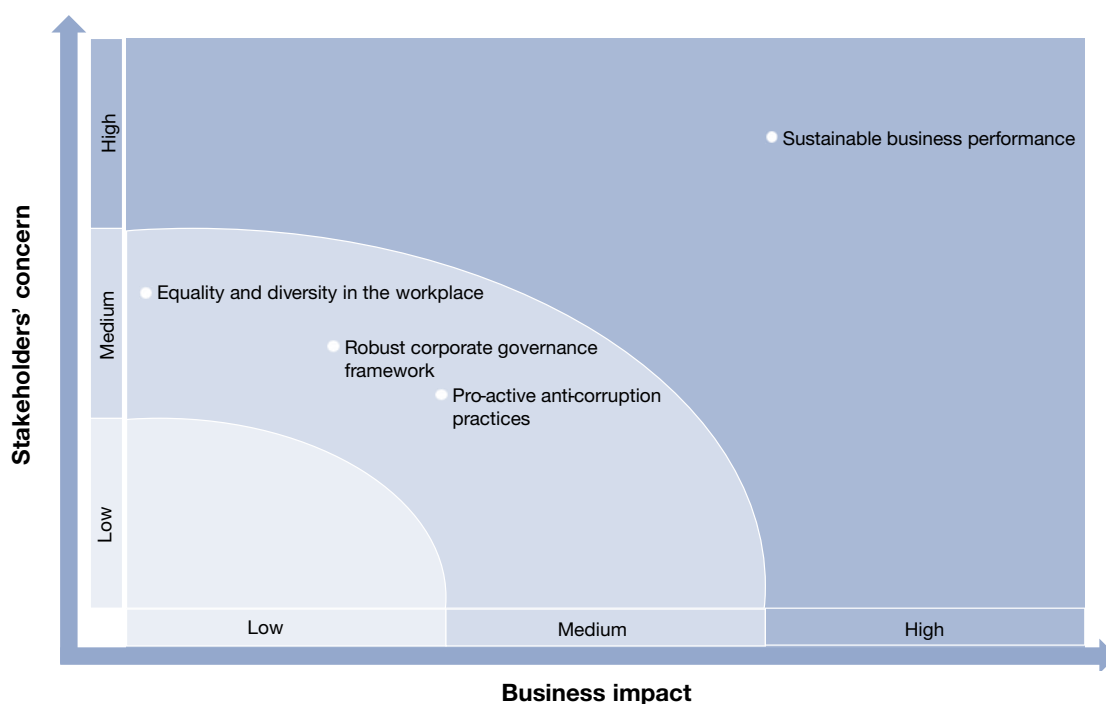 High
Sustainable business performance
Stakeholders' concern
Medium
Equality and diversity in the workplace
Robust corporate governance
framework
Pro-active anti-corruption
practices
Low
Low
Medium
High
Business impact